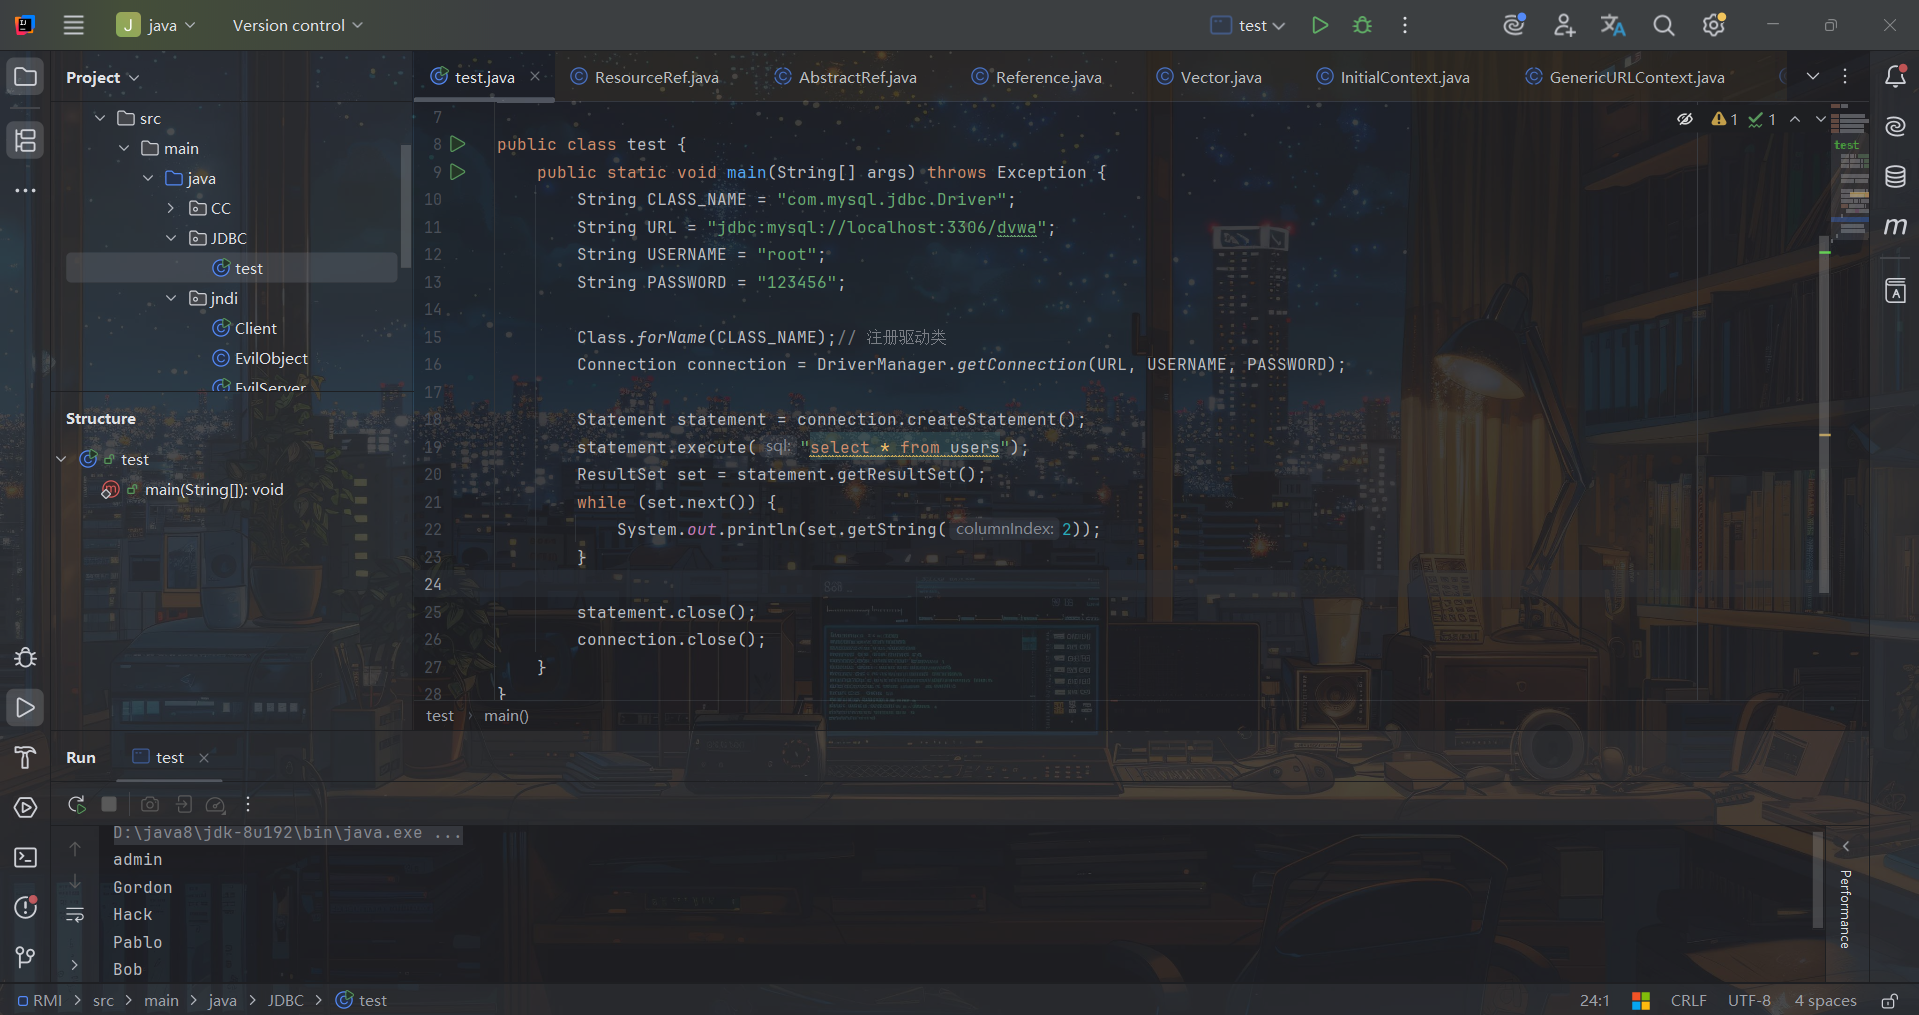 J java Version control test
Project
test.java ResourceRef.java AbstractRef.java Reference.java Vector.java InitialContext.java GenericURLContext.java
src
main
java
CC
JDBC
test
jndi
Client
EvilObject
EvilServer
Structure
test
main(String[]): void
1 1
7
8 public class test {
9 public static void main(String[] args) throws Exception {
10 String CLASS_NAME = "com.mysql.jdbc.Driver";
11 String URL = "jdbc:mysql://localhost:3306/dvwa";
12 String USERNAME = "root";
13 String PASSWORD = "123456";
14
15 Class.forName(CLASS_NAME);// 注册驱动类
16 Connection connection = DriverManager.getConnection(URL, USERNAME, PASSWORD);
17
18 Statement statement = connection.createStatement();
19 statement.execute( sql: "select * from users");
20 ResultSet set = statement.getResultSet();
21 while (set.next()) {
22 System.out.println(set.getString( columnIndex: 2));
23 }
24
25 statement.close();
26 connection.close();
27 }
28 }
test
test > main()
Run test
D:\java8\jdk-8u192\bin\java.exe ...
admin
Gordon
Hack
Pablo
Bob
Performance
RMI > src > main > java > JDBC > test 24:1 CRLF UTF-8 4 spaces